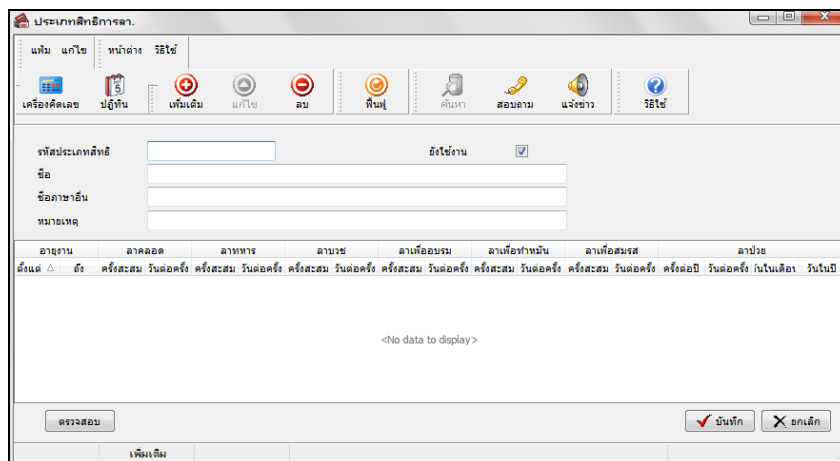 ประเภทสิทธิการลา.
แฟ้ม แก้ไข หน้าต่าง วิธีใช้
เครื่องคิดเลข ปฏิทิน เพิ่มเติม แก้ไข ลบ ฟื้นฟู ค้นหา สอบถาม แจ้งข่าว วิธีใช้
รหัสประเภทสิทธิ ยังใช้งาน
ชื่อ
ชื่อภาษาอื่น
หมายเหตุ
อายุงาน ลาคลอด ลาทหาร ลาบวช ลาเพื่ออบรม ลาเพื่อทำหมัน ลาเพื่อสมรส ลาป่วย
ตั้งแต่ ถึง ครั้งสะสม วันต่อครั้ง ครั้งสะสม วันต่อครั้ง ครั้งสะสม วันต่อครั้ง ครั้งสะสม วันต่อครั้ง ครั้งสะสม วันต่อครั้ง ครั้งสะสม วันต่อครั้ง ครั้งต่อปี วันต่อครั้ง วันในปี
<No data to display>
ตรวจสอบ บันทึก ยกเลิก
เพิ่มเติม